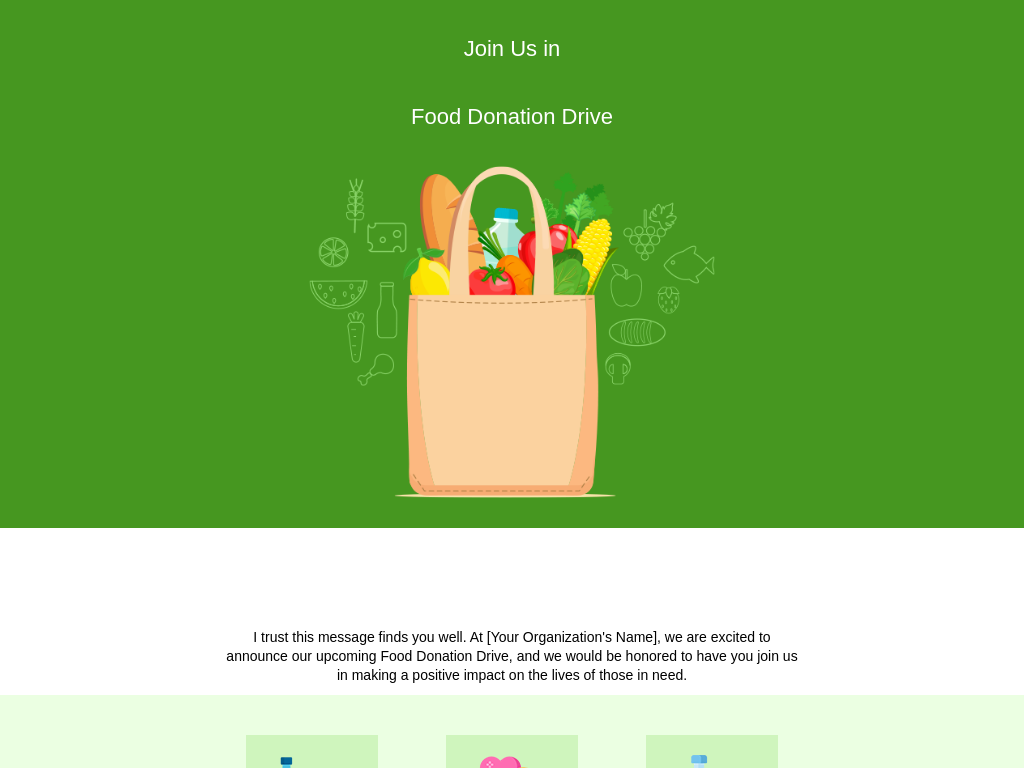 Join Us in
Food Donation Drive
I trust this message finds you well. At [Your Organization's Name], we are excited to
announce our upcoming Food Donation Drive, and we would be honored to have you join us
in making a positive impact on the lives of those in need.